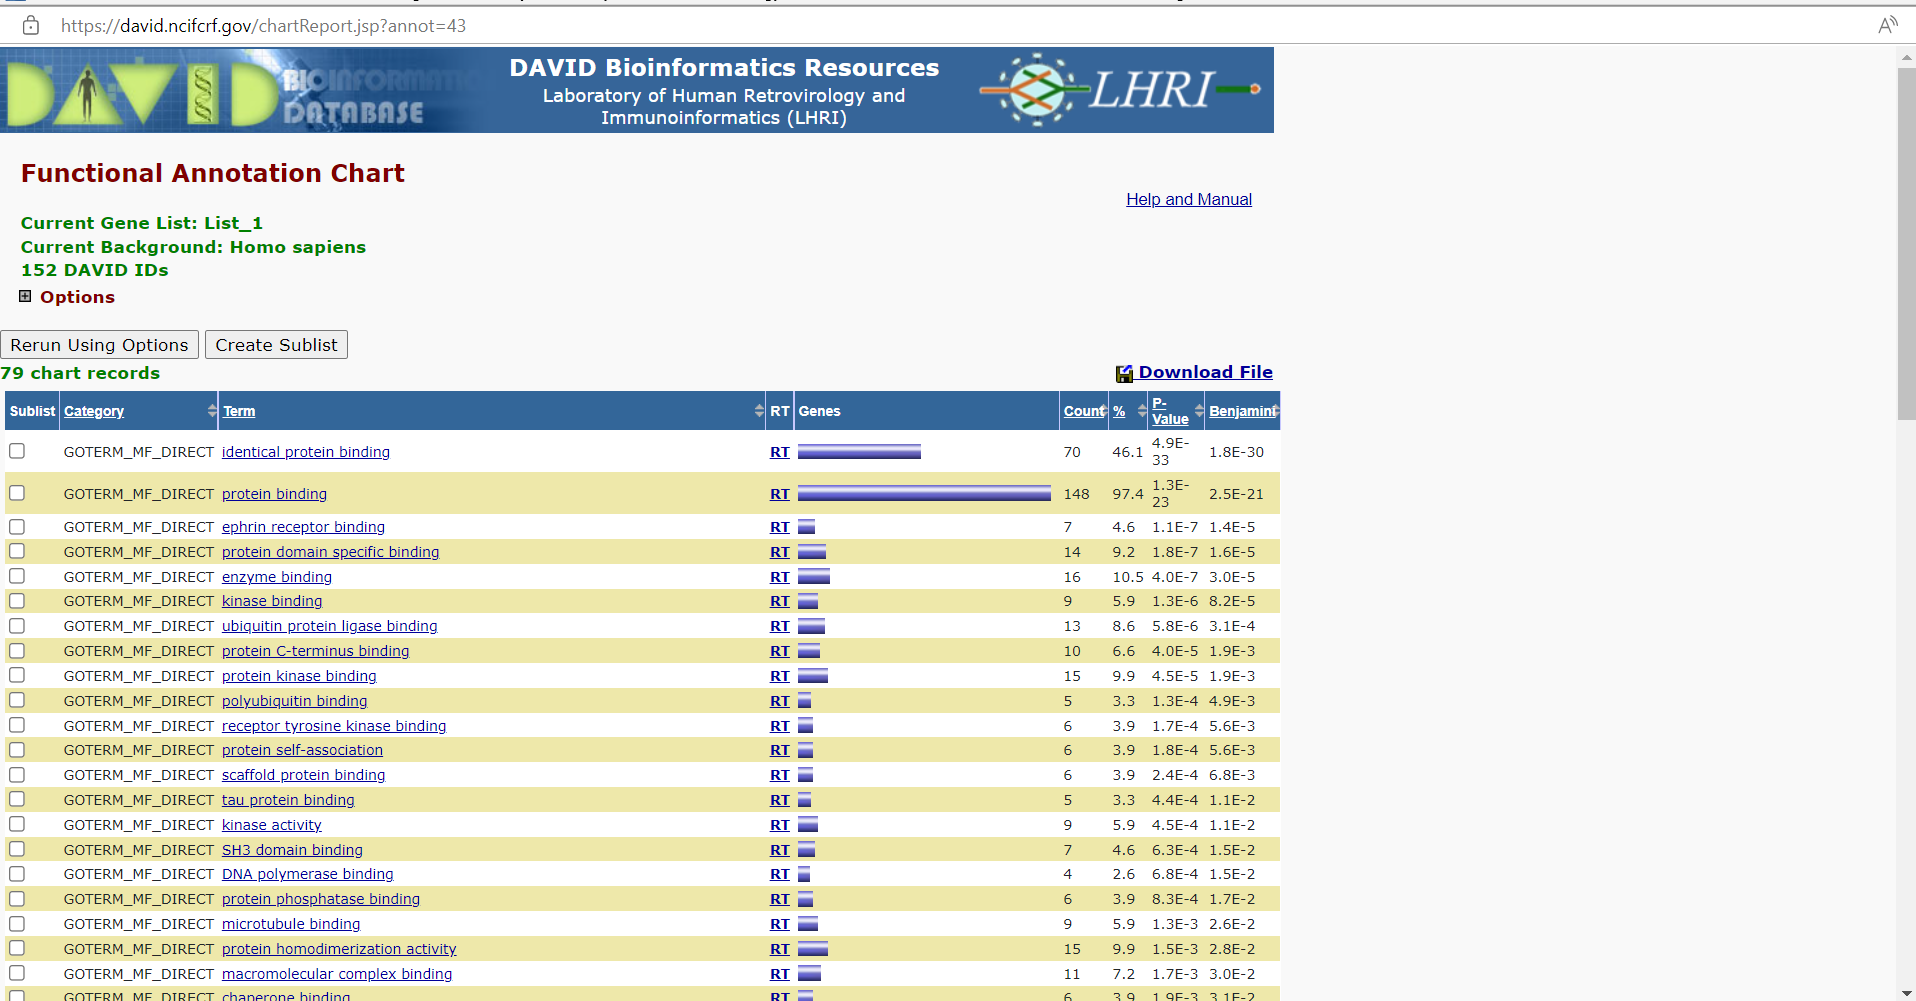 https://david.ncifcrf.gov/chartReport.jsp?annot=43
DAVID BIOINFORMATICS DATABASE
DAVID Bioinformatics Resources
Laboratory of Human Retrovirology and
Immunoinformatics (LHRI)
LHRI
Functional Annotation Chart
Help and Manual
Current Gene List: List_1
Current Background: Homo sapiens
152 DAVID IDs
Options
Rerun Using Options Create Sublist
79 chart records Download File
Sublist Category Term RT Genes Count % P-Value Benjamini
GOTERM_MF_DIRECT identical protein binding RT 70 46.1 4.9E-33 1.8E-30
GOTERM_MF_DIRECT protein binding RT 148 97.4 1.3E-23 2.5E-21
GOTERM_MF_DIRECT ephrin receptor binding RT 7 4.6 1.1E-7 1.4E-5
GOTERM_MF_DIRECT protein domain specific binding RT 14 9.2 1.8E-7 1.6E-5
GOTERM_MF_DIRECT enzyme binding RT 16 10.5 4.0E-7 3.0E-5
GOTERM_MF_DIRECT kinase binding RT 9 5.9 1.3E-6 8.2E-5
GOTERM_MF_DIRECT ubiquitin protein ligase binding RT 13 8.6 5.8E-6 3.1E-4
GOTERM_MF_DIRECT protein C-terminus binding RT 10 6.6 4.0E-5 1.9E-3
GOTERM_MF_DIRECT protein kinase binding RT 15 9.9 4.5E-5 1.9E-3
GOTERM_MF_DIRECT polyubiquitin binding RT 5 3.3 1.3E-4 4.9E-3
GOTERM_MF_DIRECT receptor tyrosine kinase binding RT 6 3.9 1.7E-4 5.6E-3
GOTERM_MF_DIRECT protein self-association RT 6 3.9 1.8E-4 5.6E-3
GOTERM_MF_DIRECT scaffold protein binding RT 6 3.9 2.4E-4 6.8E-3
GOTERM_MF_DIRECT tau protein binding RT 5 3.3 4.4E-4 1.1E-2
GOTERM_MF_DIRECT kinase activity RT 9 5.9 4.5E-4 1.1E-2
GOTERM_MF_DIRECT SH3 domain binding RT 7 4.6 6.3E-4 1.5E-2
GOTERM_MF_DIRECT DNA polymerase binding RT 4 2.6 6.8E-4 1.5E-2
GOTERM_MF_DIRECT protein phosphatase binding RT 6 3.9 8.3E-4 1.7E-2
GOTERM_MF_DIRECT microtubule binding RT 9 5.9 1.3E-3 2.6E-2
GOTERM_MF_DIRECT protein homodimerization activity RT 15 9.9 1.5E-3 2.8E-2
GOTERM_MF_DIRECT macromolecular complex binding RT 11 7.2 1.7E-3 3.0E-2
GOTERM_MF_DIRECT chaperone binding RT 6 3.9 1.9E-3 3.1E-2